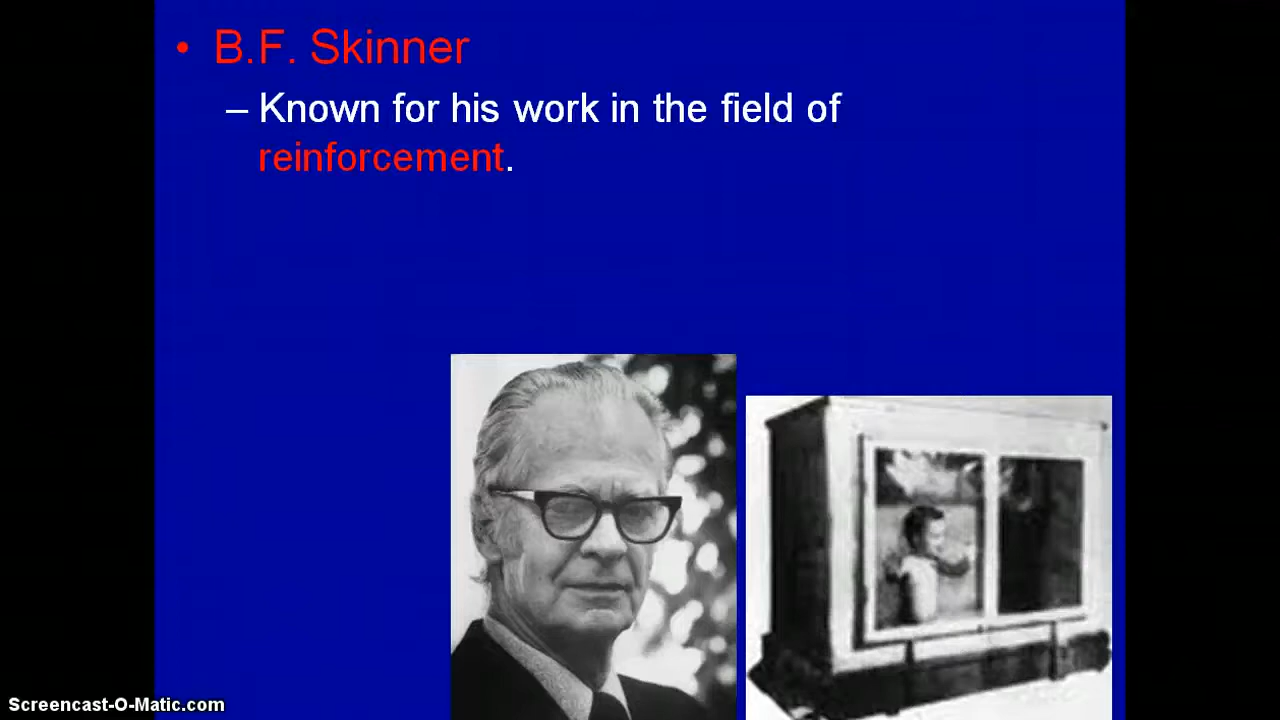 • B.F. Skinner
– Known for his work in the field of
reinforcement.
Screencast-O-Matic.com